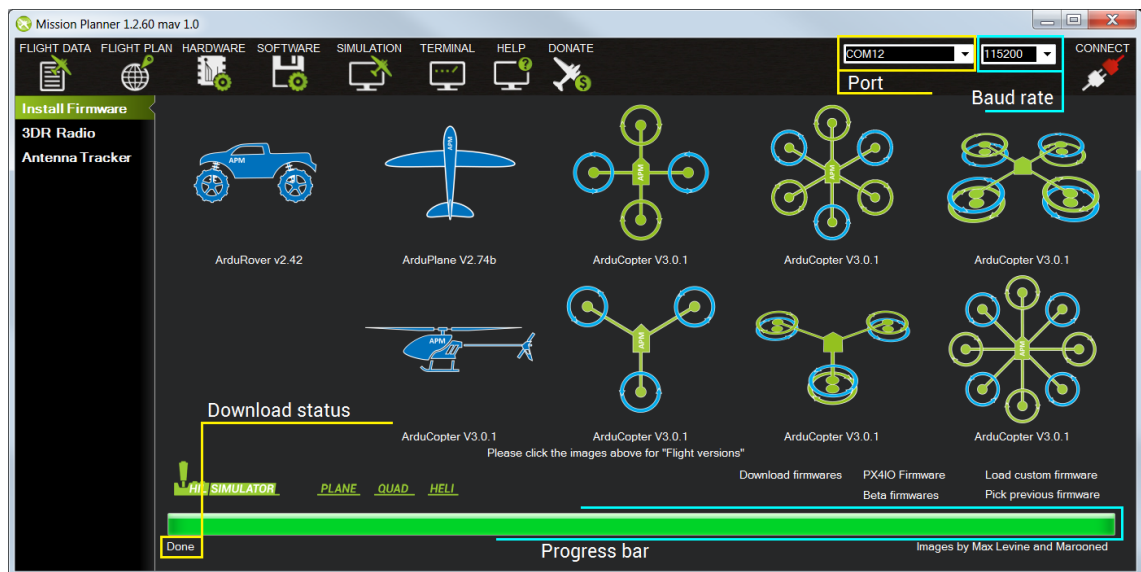 Mission Planner 1.2.60 mav 1.0
FLIGHT DATA FLIGHT PLAN HARDWARE SOFTWARE SIMULATION TERMINAL HELP DONATE
COM12
115200
CONNECT
Port
Baud rate
Install Firmware
3DR Radio
Antenna Tracker
APM
APM
APM
APM
ArduRover v2.42
ArduPlane V2.74b
ArduCopter V3.0.1
ArduCopter V3.0.1
ArduCopter V3.0.1
APM
APM
APM
Download status
ArduCopter V3.0.1
ArduCopter V3.0.1
ArduCopter V3.0.1
ArduCopter V3.0.1
Please click the images above for "Flight versions"
Download firmwares
PX4IO Firmware
Load custom firmware
Beta firmwares
Pick previous firmware
HIL SIMULATOR
PLANE QUAD HELI
Done
Progress bar
Images by Max Levine and Marooned